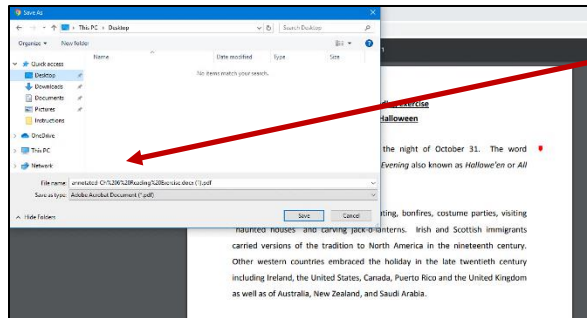 Save As
This PC > Desktop
Search Desktop
Organize
New folder
Name
Date modified
Type
Size
Quick access
Desktop
Downloads
Documents
Pictures
Instructions
OneDrive
This PC
Network
No items match your search.
File name:
Save as type: Adobe Acrobat Document (*.pdf)
Hide Folders
Save
Cancel
Halloween
the night of October 31. The word
Evening also known as Hallowe'en or All
bonfires, costume parties, visiting
haunted houses and carving jack-o-lanterns. Irish and Scottish immigrants
carried versions of the tradition to North America in the nineteenth century.
Other western countries embraced the holiday in the late twentieth century
including Ireland, the United States, Canada, Puerto Rico and the United Kingdom
as well as of Australia, New Zealand, and Saudi Arabia.